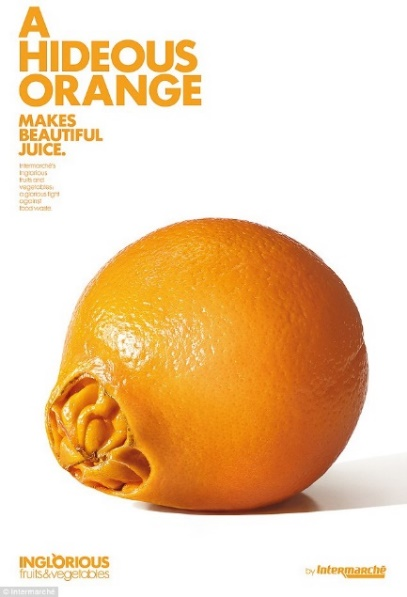 A
HIDEOUS
ORANGE
MAKES
BEAUTIFUL
JUICE.
Intermarché's
Inglorious
fruits and
vegetables:
a glorious fight
against
food waste.
INGLORIOUS
fruits&vegetables
by Intermarché
© Intermarché